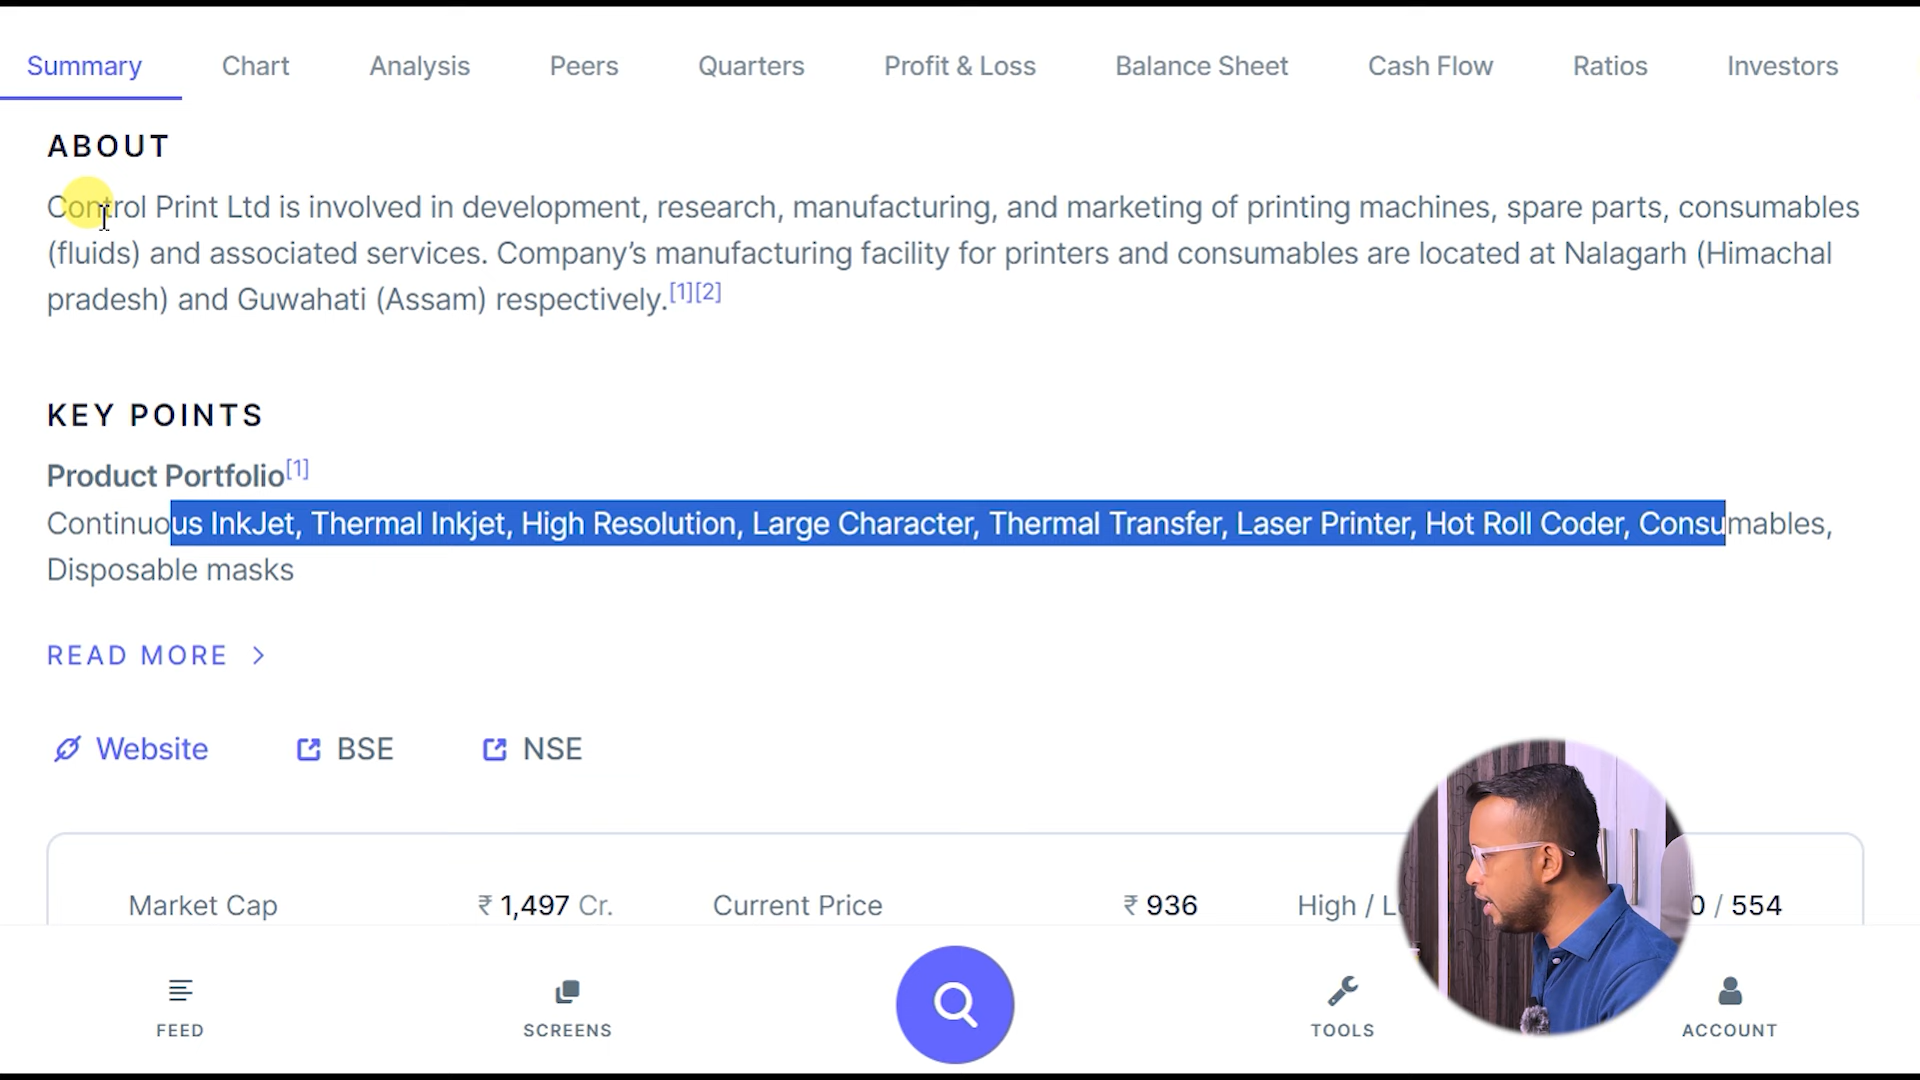 Summary Chart Analysis Peers Quarters Profit & Loss Balance Sheet Cash Flow Ratios Investors
ABOUT
Control Print Ltd is involved in development, research, manufacturing, and marketing of printing machines, spare parts, consumables
(fluids) and associated services. Company’s manufacturing facility for printers and consumables are located at Nalagarh (Himachal
pradesh) and Guwahati (Assam) respectively.[1][2]
KEY POINTS
Product Portfolio[1]
Continuous InkJet, Thermal Inkjet, High Resolution, Large Character, Thermal Transfer, Laser Printer, Hot Roll Coder, Consumables,
Disposable masks
READ MORE
Website BSE NSE
Market Cap ₹ 1,497 Cr. Current Price ₹ 936 High / 554
FEED SCREENS TOOLS ACCOUNT